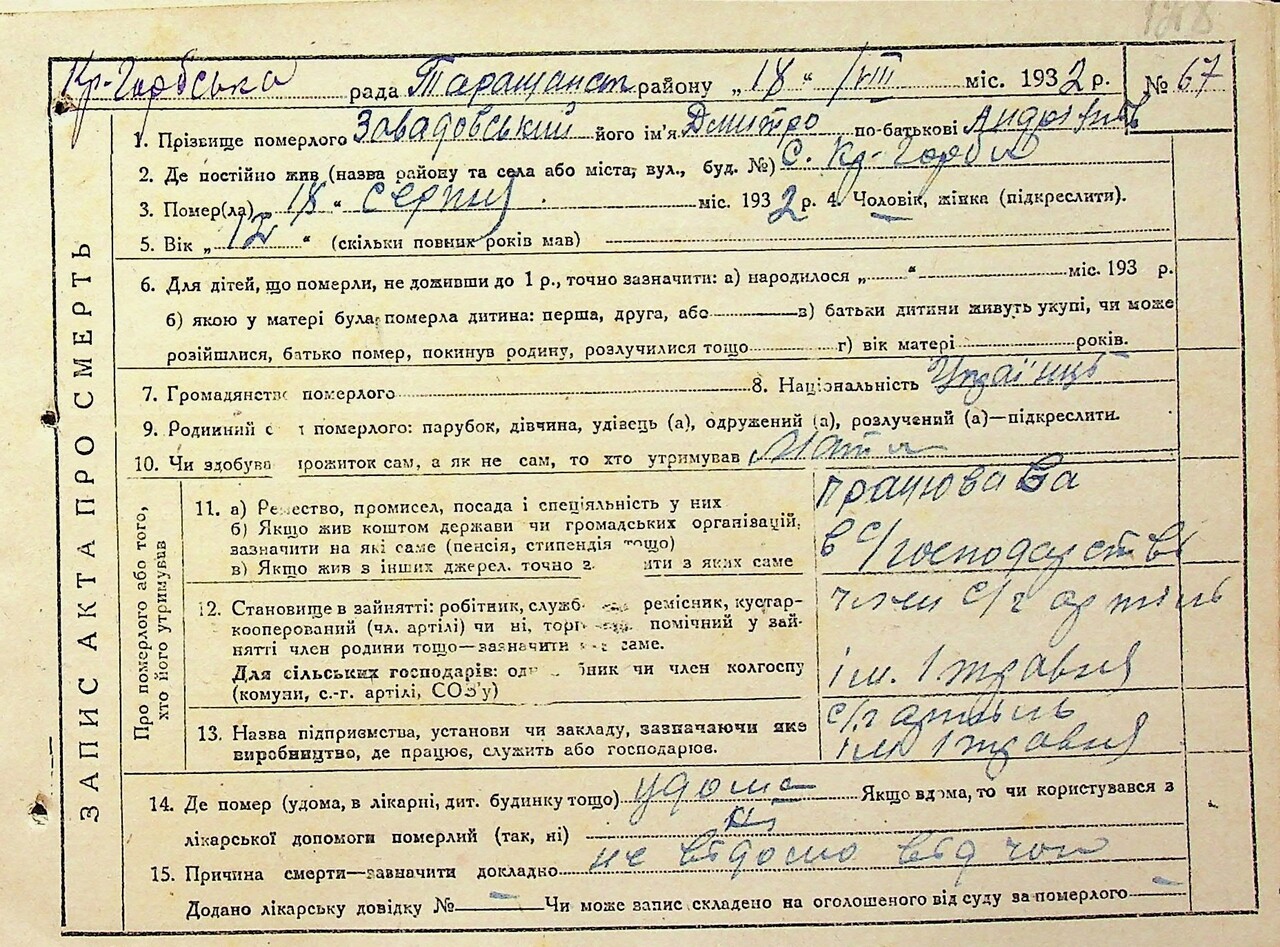 1218
Кр-Горбська рада Таращанськ району „18“ /VIII міс. 1932 р. № 67
ЗАПИС АКТА ПРО СМЕРТЬ
1. Прізвище померлого Завадовський його ім'я Дмитро по-батькові Андріянов
2. Де постійно жив (назва району та села або міста, вул., буд. №) С. Кр-Горби
3. Помер(ла) „18“ серпня міс. 1932 р. 4. Чоловік, жінка (підкреслити).
5. Вік „12“ (скільки повних років мав)
6. Для дітей, що померли, не доживши до 1 р., точно зазначити: а) народилося „ “ міс. 193 р.
б) якою у матері була померла дитина: перша, друга, або в) батьки дитини живуть укупі, чи може
розійшлися, батько помер, покинув родину, розлучилися тощо г) вік матері років.
7. Громадянство померлого 8. Національність Українець
9. Родинний с т померлого: парубок, дівчина, удівець (а), одружений (а), розлучений (а)—підкреслити.
10. Чи здобува прожиток сам, а як не сам, то хто утримував Мати
Про померлого або того,
хто його утримував
11. а) Ремество, промисел, посада і спеціяльність у них
б) Якщо жив коштом держави чи громадських організацій,
зазначити на які саме (пенсія, стипендія тощо)
в) Якщо жив з інших джерел, точно з ити з яких саме
працювала
в с/господарстві
12. Становище в зайнятті: робітник, служб ремісник, кустар-
кооперований (чл. артілі) чи ні, торг помічний у зай-
нятті член родини тощо—зазначити саме.
Для сільських господарів: од бник чи член колгоспу
(комуни, с.-г. артілі, СОЗ'у)
член с/г артіль
ім. 1 травня
13. Назва підприємства, установи чи закладу, зазначаючи яке
виробництво, де працює, служить або господарює.
с/г артіль
ім 1 травня
14. Де помер (удома, в лікарні, дит. будинку тощо) удома Якщо вдома, то чи користувався з
лікарської допомоги померлий (так, ні) Ні
15. Причина смерти—зазначити докладно не відомо від чого
Додано лікарську довідку № — Чи може запис складено на оголошеного від суду за померлого —